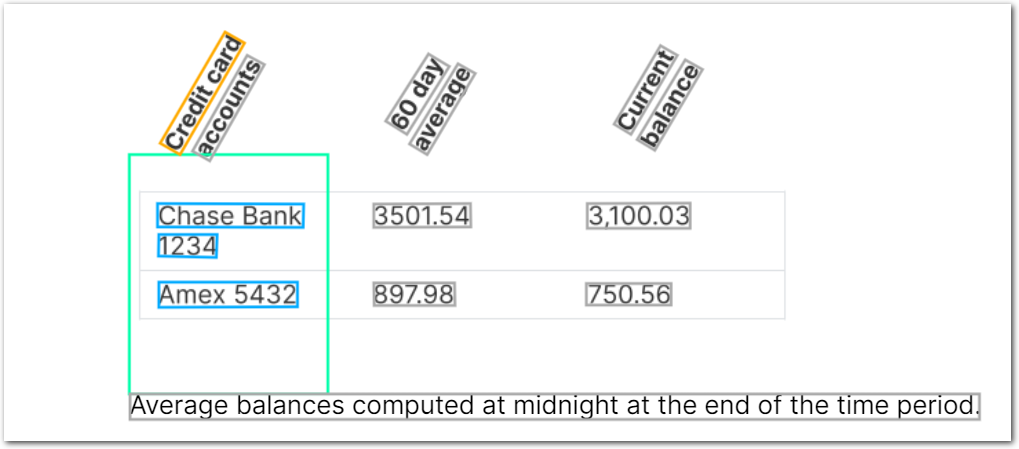 Credit card
accounts
60 day
average
Current
balance
Chase Bank
1234
3501.54
3,100.03
Amex 5432
897.98
750.56
Average balances computed at midnight at the end of the time period.